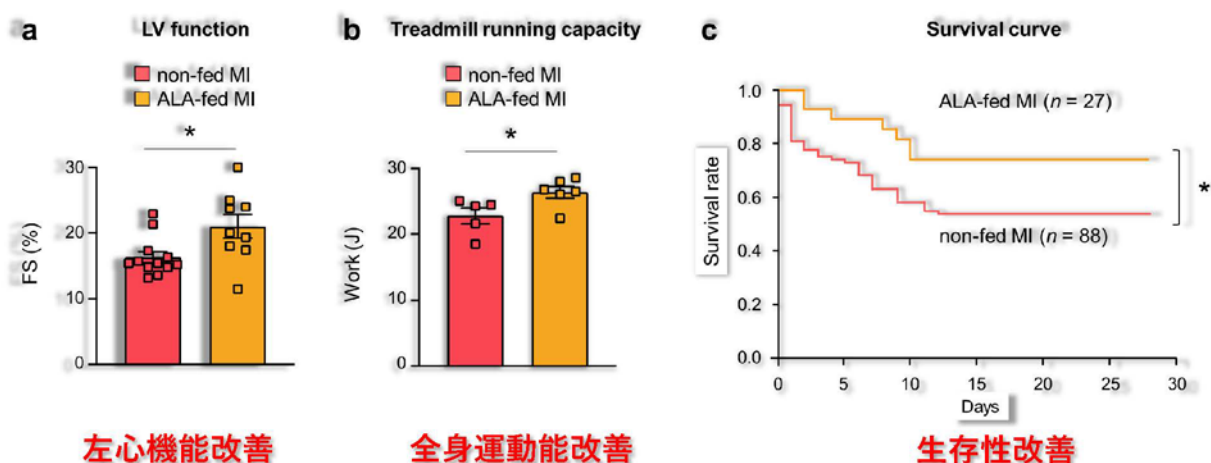 a
LV function
non-fed MI
ALA-fed MI
*
30
20
10
0
FS (%)
左心機能改善
b
Treadmill running capacity
non-fed MI
ALA-fed MI
*
30
20
10
0
Work (J)
全身運動能改善
c
Survival curve
ALA-fed MI (n = 27)
non-fed MI (n = 88)
*
1.0
0.8
0.6
0.4
0.2
0.0
Survival rate
0 5 10 15 20 25 30
Days
生存性改善